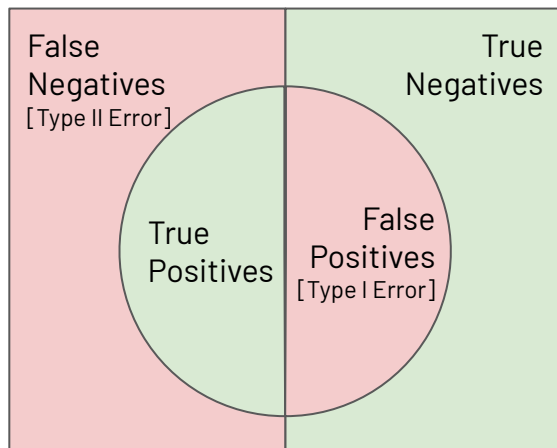 False
Negatives
[Type II Error]
True
Negatives
True
Positives
False
Positives
[Type I Error]